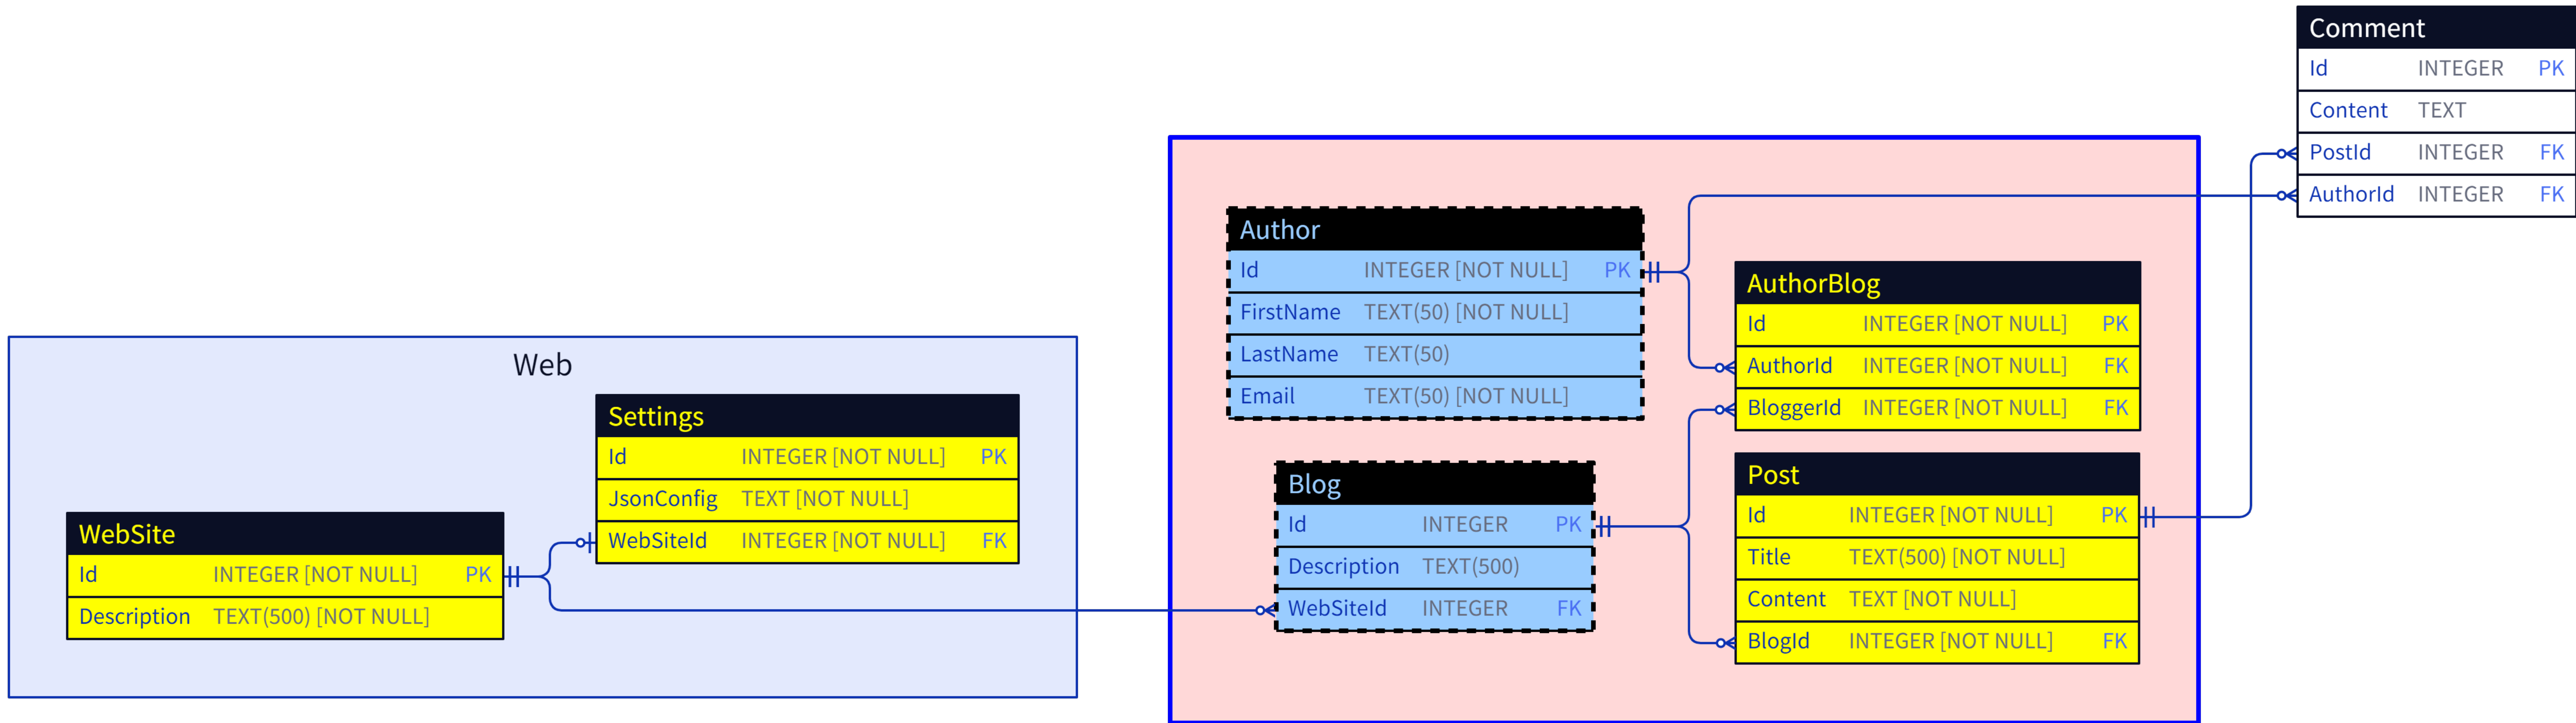 Comment
Id INTEGER PK
Content TEXT
PostId INTEGER FK
AuthorId INTEGER FK
Author
Id INTEGER [NOT NULL] PK
FirstName TEXT(50) [NOT NULL]
LastName TEXT(50)
Email TEXT(50) [NOT NULL]
AuthorBlog
Id INTEGER [NOT NULL] PK
AuthorId INTEGER [NOT NULL] FK
BloggerId INTEGER [NOT NULL] FK
Web
Settings
Id INTEGER [NOT NULL] PK
JsonConfig TEXT [NOT NULL]
WebSiteId INTEGER [NOT NULL] FK
WebSite
Id INTEGER [NOT NULL] PK
Description TEXT(500) [NOT NULL]
Blog
Id INTEGER PK
Description TEXT(500)
WebSiteId INTEGER FK
Post
Id INTEGER [NOT NULL] PK
Title TEXT(500) [NOT NULL]
Content TEXT [NOT NULL]
BlogId INTEGER [NOT NULL] FK